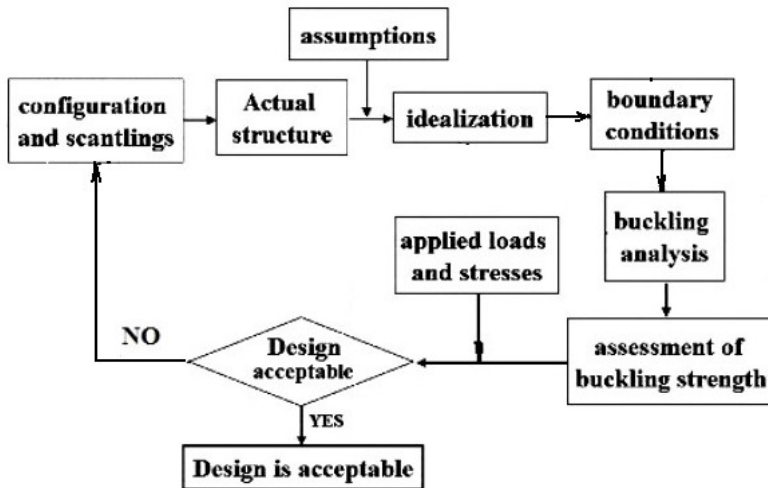 assumptions
configuration
and scantlings
Actual
structure
idealization
boundary
conditions
buckling
analysis
applied loads
and stresses
assessment of
buckling strength
Design
acceptable
NO
YES
Design is acceptable